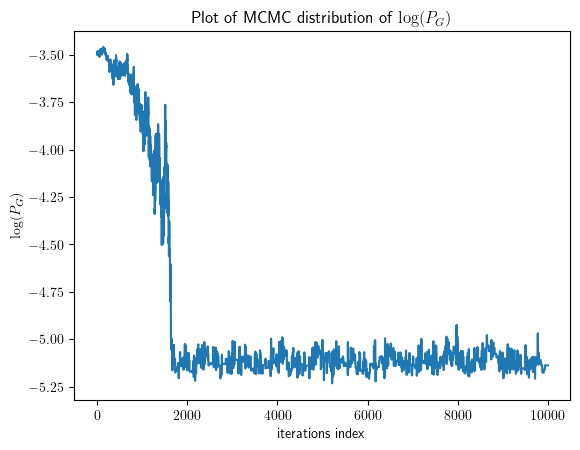 Plot of MCMC distribution of log(P_G)
−3.50
−3.75
−4.00
−4.25
−4.50
−4.75
−5.00
−5.25
log(P_G)
0 2000 4000 6000 8000 10000
iterations index